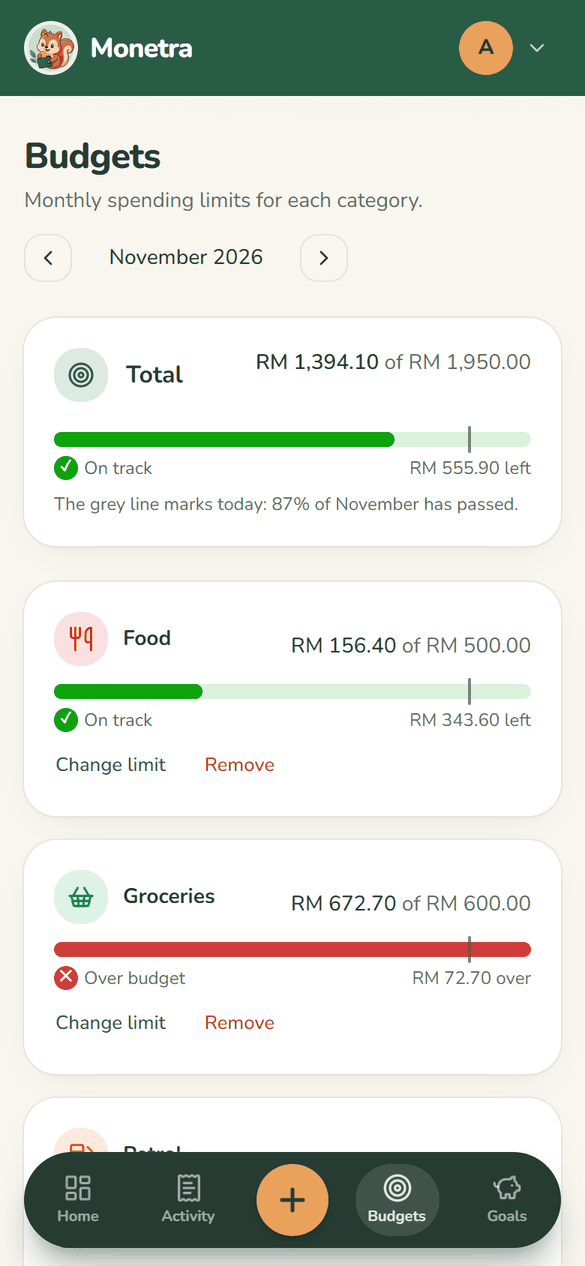 Monetra
A
Budgets
Monthly spending limits for each category.
November 2026
Total
RM 1,394.10 of RM 1,950.00
On track
RM 555.90 left
The grey line marks today: 87% of November has passed.
Food
RM 156.40 of RM 500.00
On track
RM 343.60 left
Change limit
Remove
Groceries
RM 672.70 of RM 600.00
Over budget
RM 72.70 over
Change limit
Remove
Home
Activity
Budgets
Goals